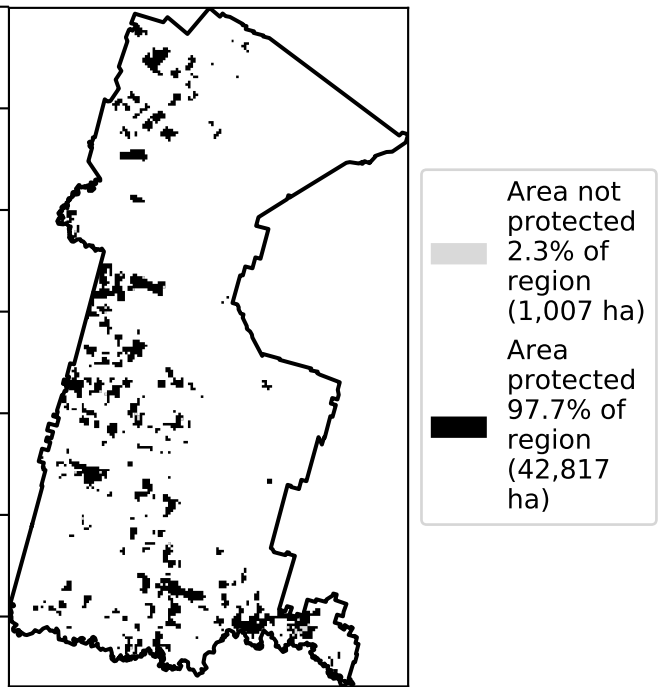 Area not
protected
2.3% of
region
(1,007 ha)
Area
protected
97.7% of
region
(42,817
ha)